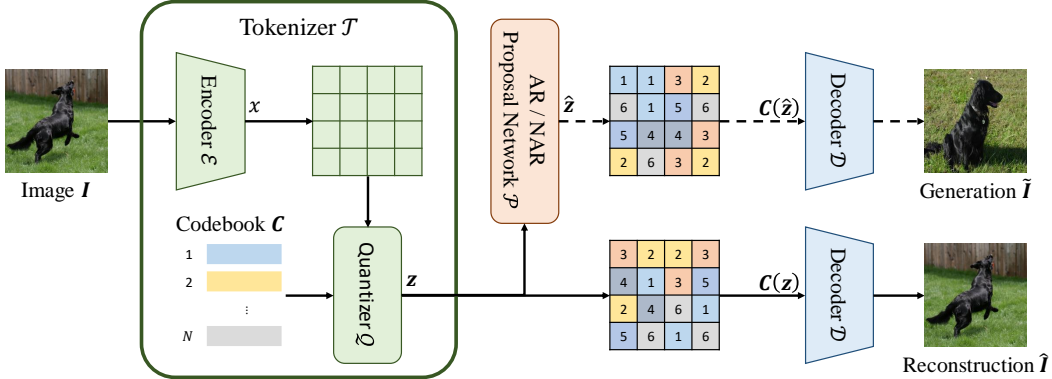 Tokenizer 𝒯
Encoder ℰ
x
Image I
Codebook C
1
2
⋮
N
Quantizer Q
z
AR / NAR
Proposal Network 𝒫
ẑ
1 1 3 2
6 1 5 6
5 4 4 3
2 6 3 2
C(ẑ)
Decoder 𝒟
Generation Ĩ
3 2 2 3
4 1 3 5
2 4 6 1
5 6 1 6
C(z)
Decoder 𝒟
Reconstruction Î